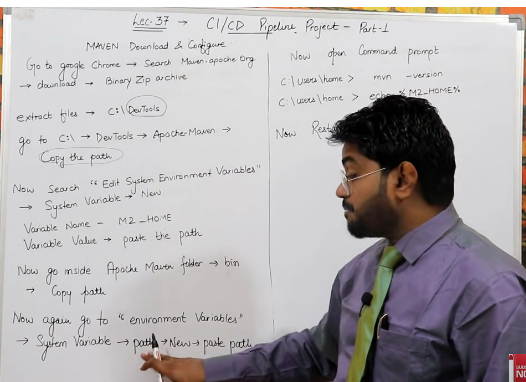 Lec. 37 → CI/CD Pipeline Project - Part-1
MAVEN Download & Configure
Go to google Chrome → Search Maven.apache.org
→ download → Binary Zip archive
extract files → C:\ DevTools
go to C:\ → DevTools → Apache-Maven →
Copy the path
Now Search "Edit System Environment Variables"
→ System Variable → New
Variable Name - M2_HOME
Variable Value → paste the path
Now go inside Apache Maven folder → bin
→ Copy path
Now again go to "environment Variables"
→ System Variable → path → New → paste path
Now open Command prompt
C:\Users\home > mvn -version
C:\Users\home > echo %M2-HOME%
Now